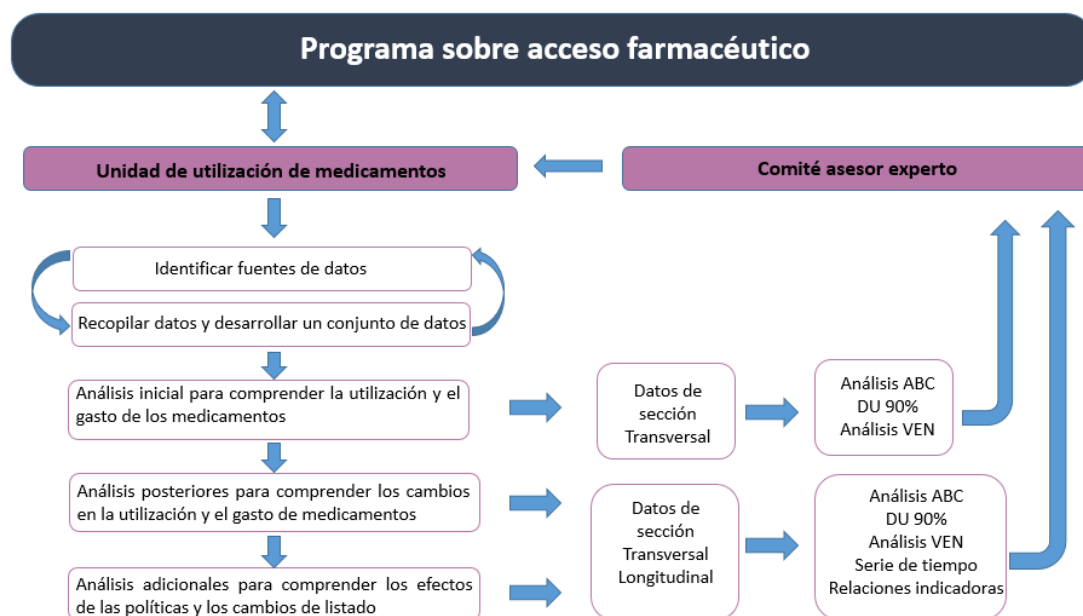 Programa sobre acceso farmacéutico
Unidad de utilización de medicamentos
Comité asesor experto
Identificar fuentes de datos
Recopilar datos y desarrollar un conjunto de datos
Análisis inicial para comprender la utilización y el
gasto de los medicamentos
Datos de
sección
Transversal
Análisis ABC
DU 90%
Análisis VEN
Análisis posteriores para comprender los cambios
en la utilización y el gasto de medicamentos
Análisis adicionales para comprender los efectos
de las políticas y los cambios de listado
Datos de
sección
Transversal
Longitudinal
Análisis ABC
DU 90%
Análisis VEN
Serie de tiempo
Relaciones indicadoras